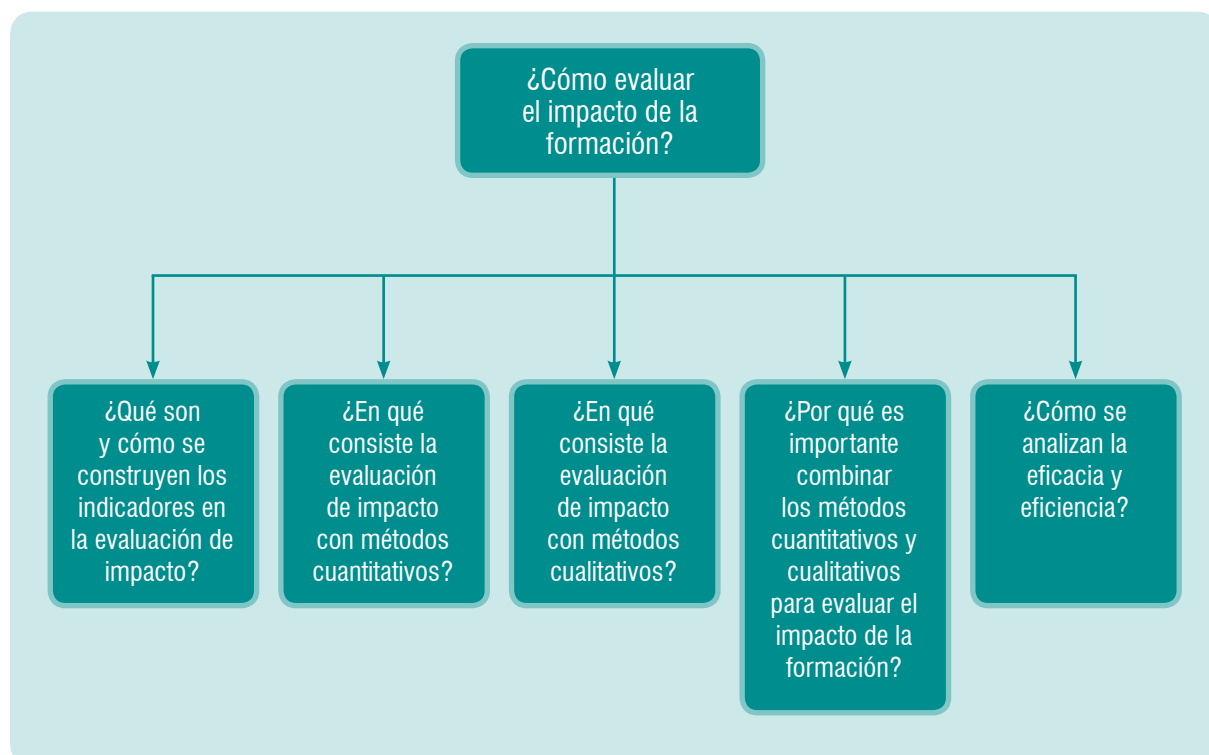 ¿Cómo evaluar
el impacto de la
formación?
¿Qué son
y cómo se
construyen los
indicadores en
la evaluación de
impacto?
¿En qué
consiste la
evaluación
de impacto
con métodos
cuantitativos?
¿En qué
consiste la
evaluación
de impacto
con métodos
cualitativos?
¿Por qué es
importante
combinar
los métodos
cuantitativos y
cualitativos
para evaluar el
impacto de la
formación?
¿Cómo se
analizan la
eficacia y
eficiencia?